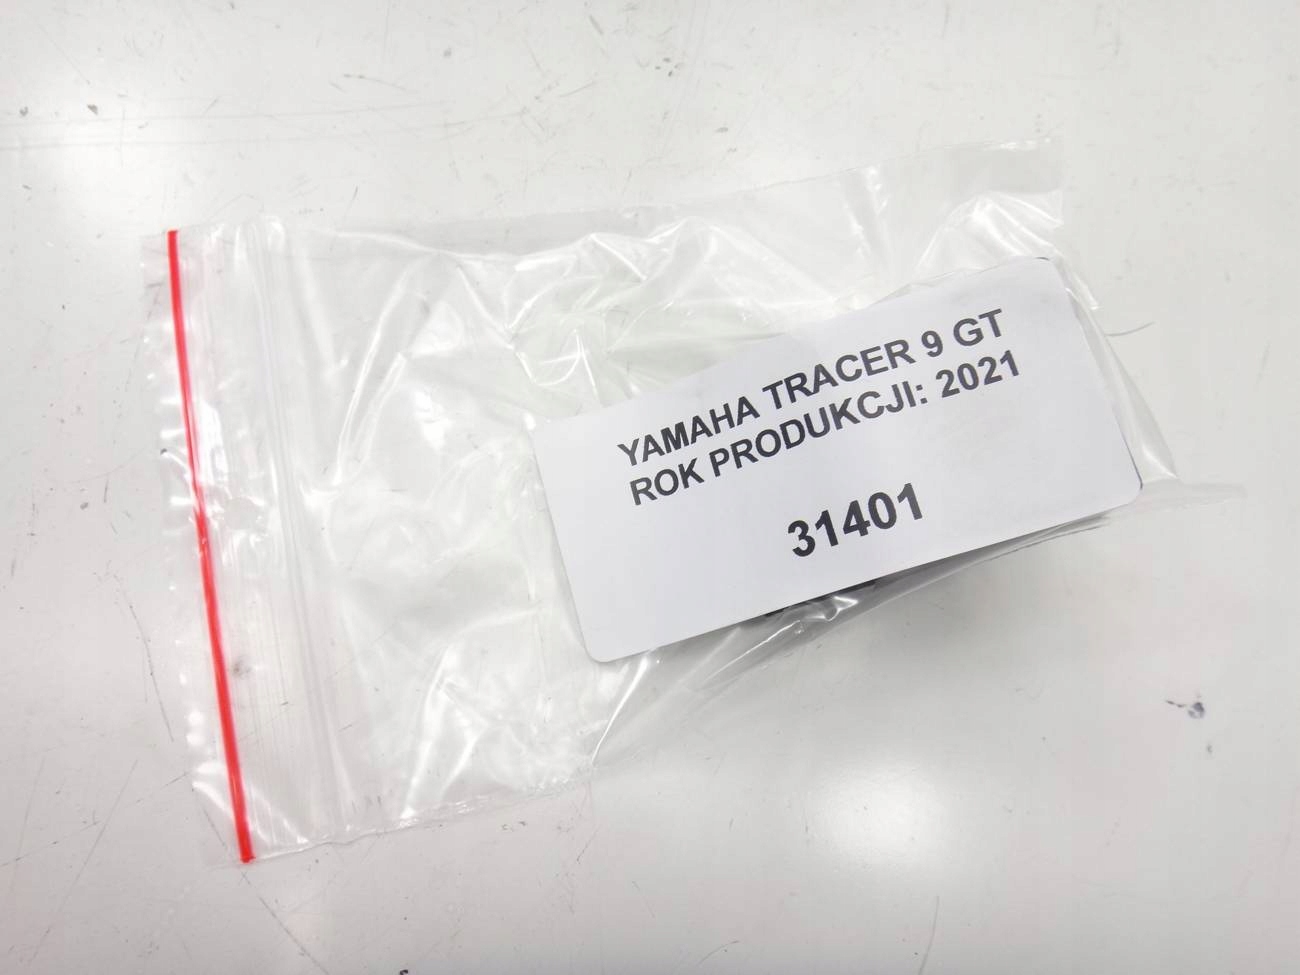 YAMAHA TRACER 9 GT
ROK PRODUKCJI: 2021
31401